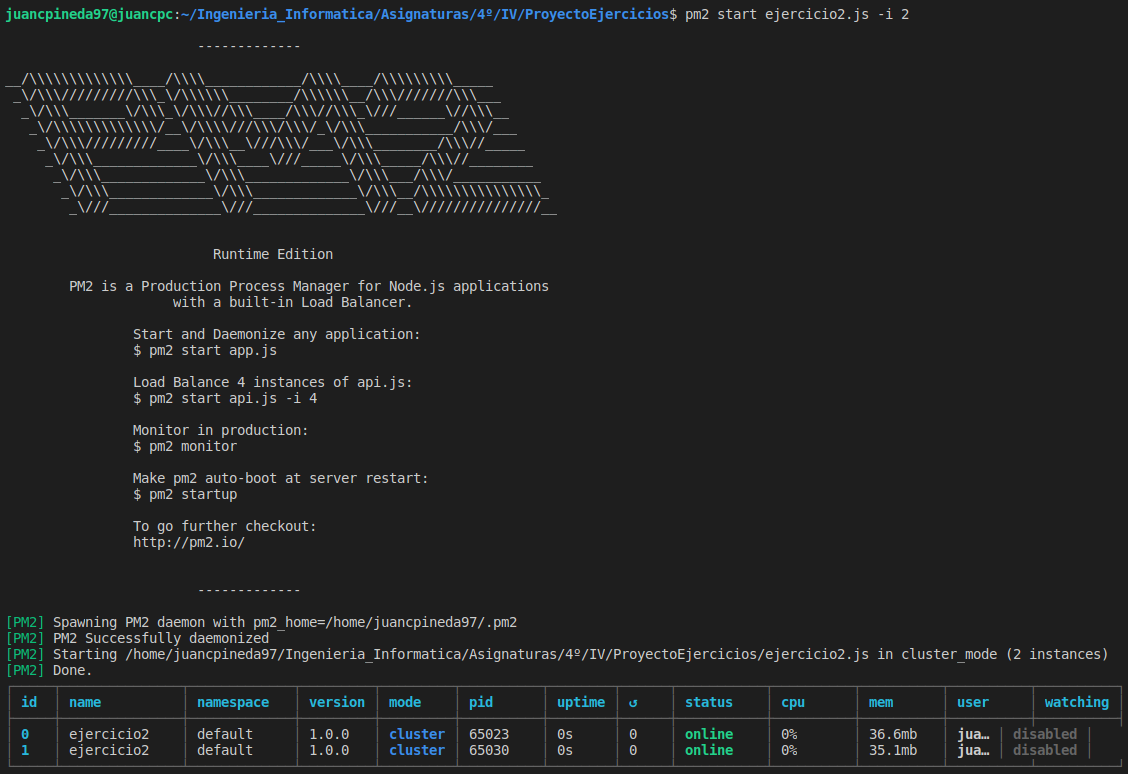 juancpineda97@juancpc:~/Ingenieria_Informatica/Asignaturas/4º/IV/ProyectoEjercicios$ pm2 start ejercicio2.js -i 2
-------------
__/\\\\\\\\\\\\\____/\\\\____________/\\\\____/\\\\\\\\\_____
_\/\\\/////////\\\_\/\\\\\\________/\\\\\\__/\\\///////\\\___
_\/\\\_______\/\\\_\/\\\//\\\____/\\\//\\\_\///______\//\\\__
_\/\\\\\\\\\\\\\/__\/\\\\///\\\/\\\/_\/\\\___________/\\\/___
_\/\\\/////////____\/\\\__\///\\\/___\/\\\________/\\\//_____
_\/\\\_____________\/\\\____\///_____\/\\\_____/\\\//________
_\/\\\_____________\/\\\_____________\/\\\___/\\\/___________
_\/\\\_____________\/\\\_____________\/\\\__/\\\\\\\\\\\\\\\_
_\///______________\///______________\///__\///////////////__
Runtime Edition
PM2 is a Production Process Manager for Node.js applications
with a built-in Load Balancer.
Start and Daemonize any application:
$ pm2 start app.js
Load Balance 4 instances of api.js:
$ pm2 start api.js -i 4
Monitor in production:
$ pm2 monitor
Make pm2 auto-boot at server restart:
$ pm2 startup
To go further checkout:
http://pm2.io/
-------------
[PM2] Spawning PM2 daemon with pm2_home=/home/juancpineda97/.pm2
[PM2] PM2 Successfully daemonized
[PM2] Starting /home/juancpineda97/Ingenieria_Informatica/Asignaturas/4º/IV/ProyectoEjercicios/ejercicio2.js in cluster_mode (2 instances)
[PM2] Done.
id name namespace version mode pid uptime ↺ status cpu mem user watching
0 ejercicio2 default 1.0.0 cluster 65023 0s 0 online 0% 36.6mb jua… disabled
1 ejercicio2 default 1.0.0 cluster 65030 0s 0 online 0% 35.1mb jua… disabled